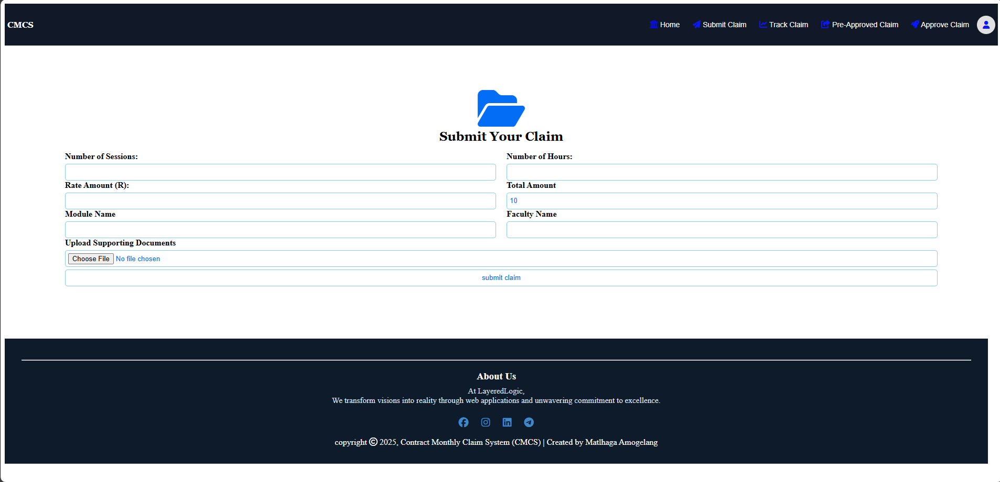 CMCS
Home Submit Claim Track Claim Pre-Approved Claim Approve Claim
Submit Your Claim
Number of Sessions: Number of Hours:
Rate Amount (R): Total Amount
10
Module Name Faculty Name
Upload Supporting Documents
Choose File No file chosen
submit claim
About Us
At LayeredLogic,
We transform visions into reality through web applications and unwavering commitment to excellence.
copyright © 2025, Contract Monthly Claim System (CMCS) | Created by Matlhaga Amogelang